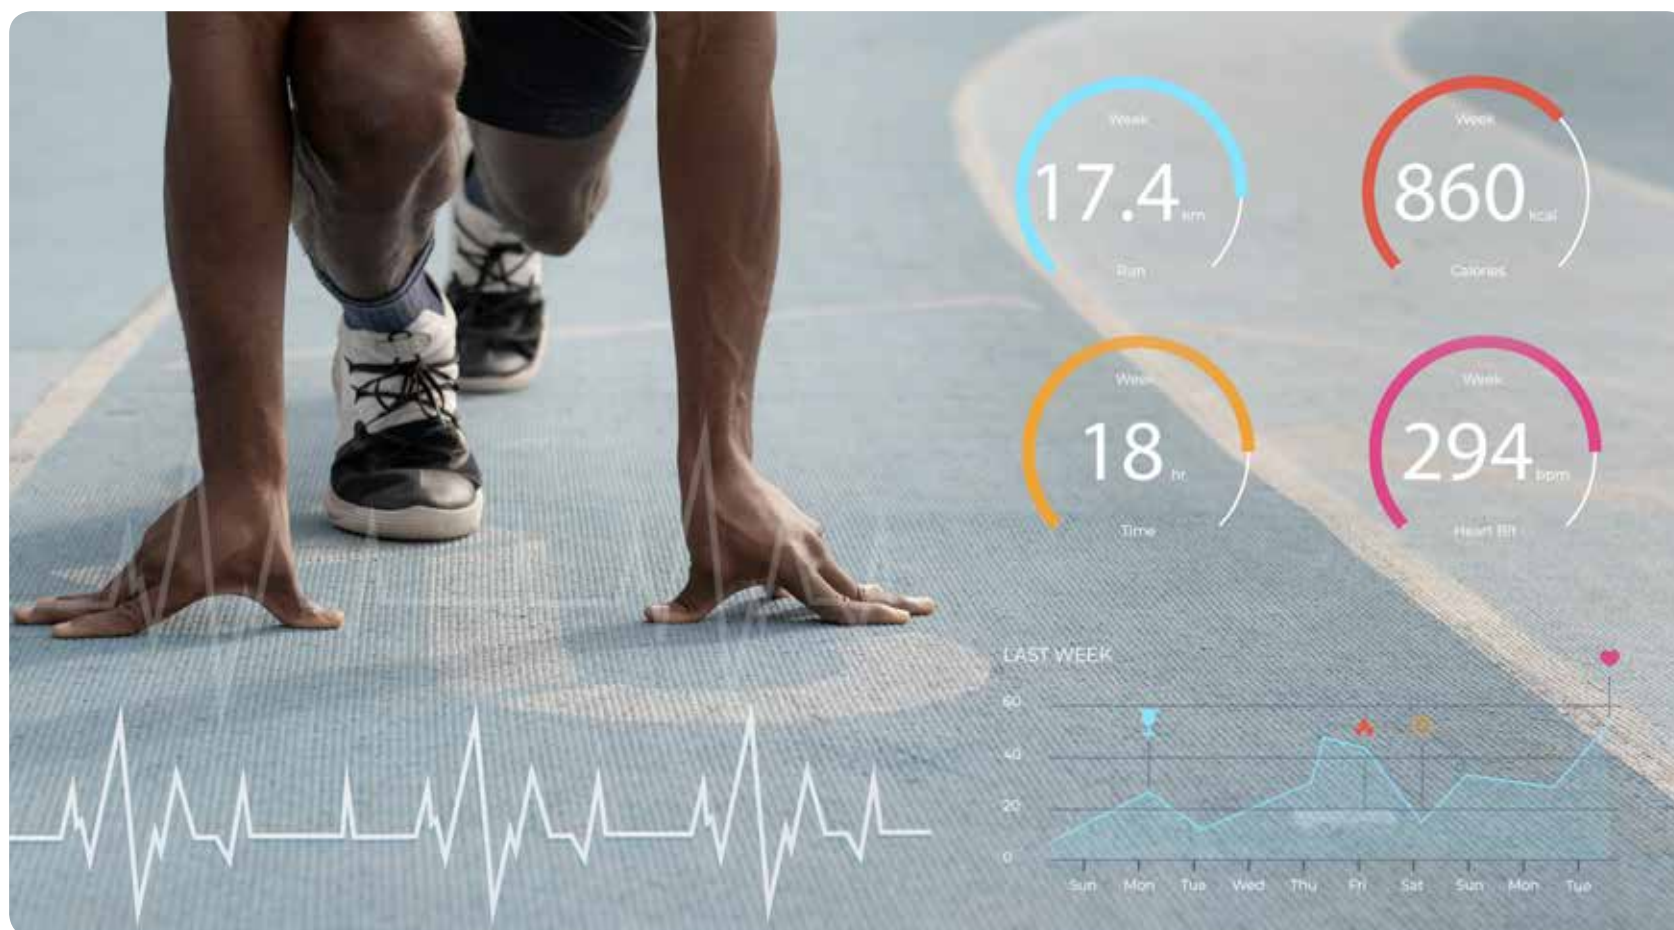 Week
17.4 km
Run
Week
860 kcal
Calories
Week
18 hr
Time
Week
294 bpm
Heart Bit
LAST WEEK
60
40
20
0
Sun Mon Tue Wed Thu Fri Sat Sun Mon Tue